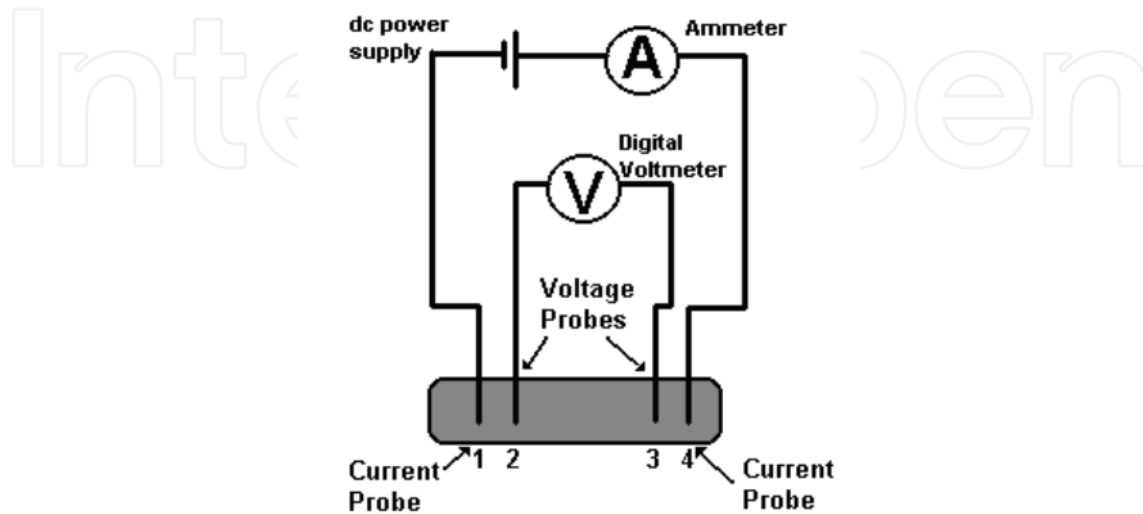 dc power
supply
Ammeter
A
Digital
Voltmeter
V
Voltage
Probes
1 2 3 4
Current
Probe
Current
Probe